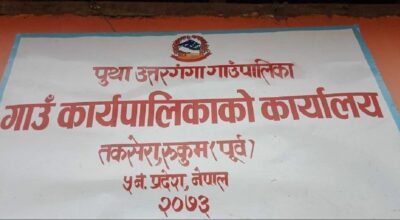 पुथा उत्तरगंगा गाउँपालिका
गाउँ कार्यपालिकाको कार्यालय
तकसेरा,रुकुम(पूर्व)
५नं. प्रदेश, नेपाल
२०७३